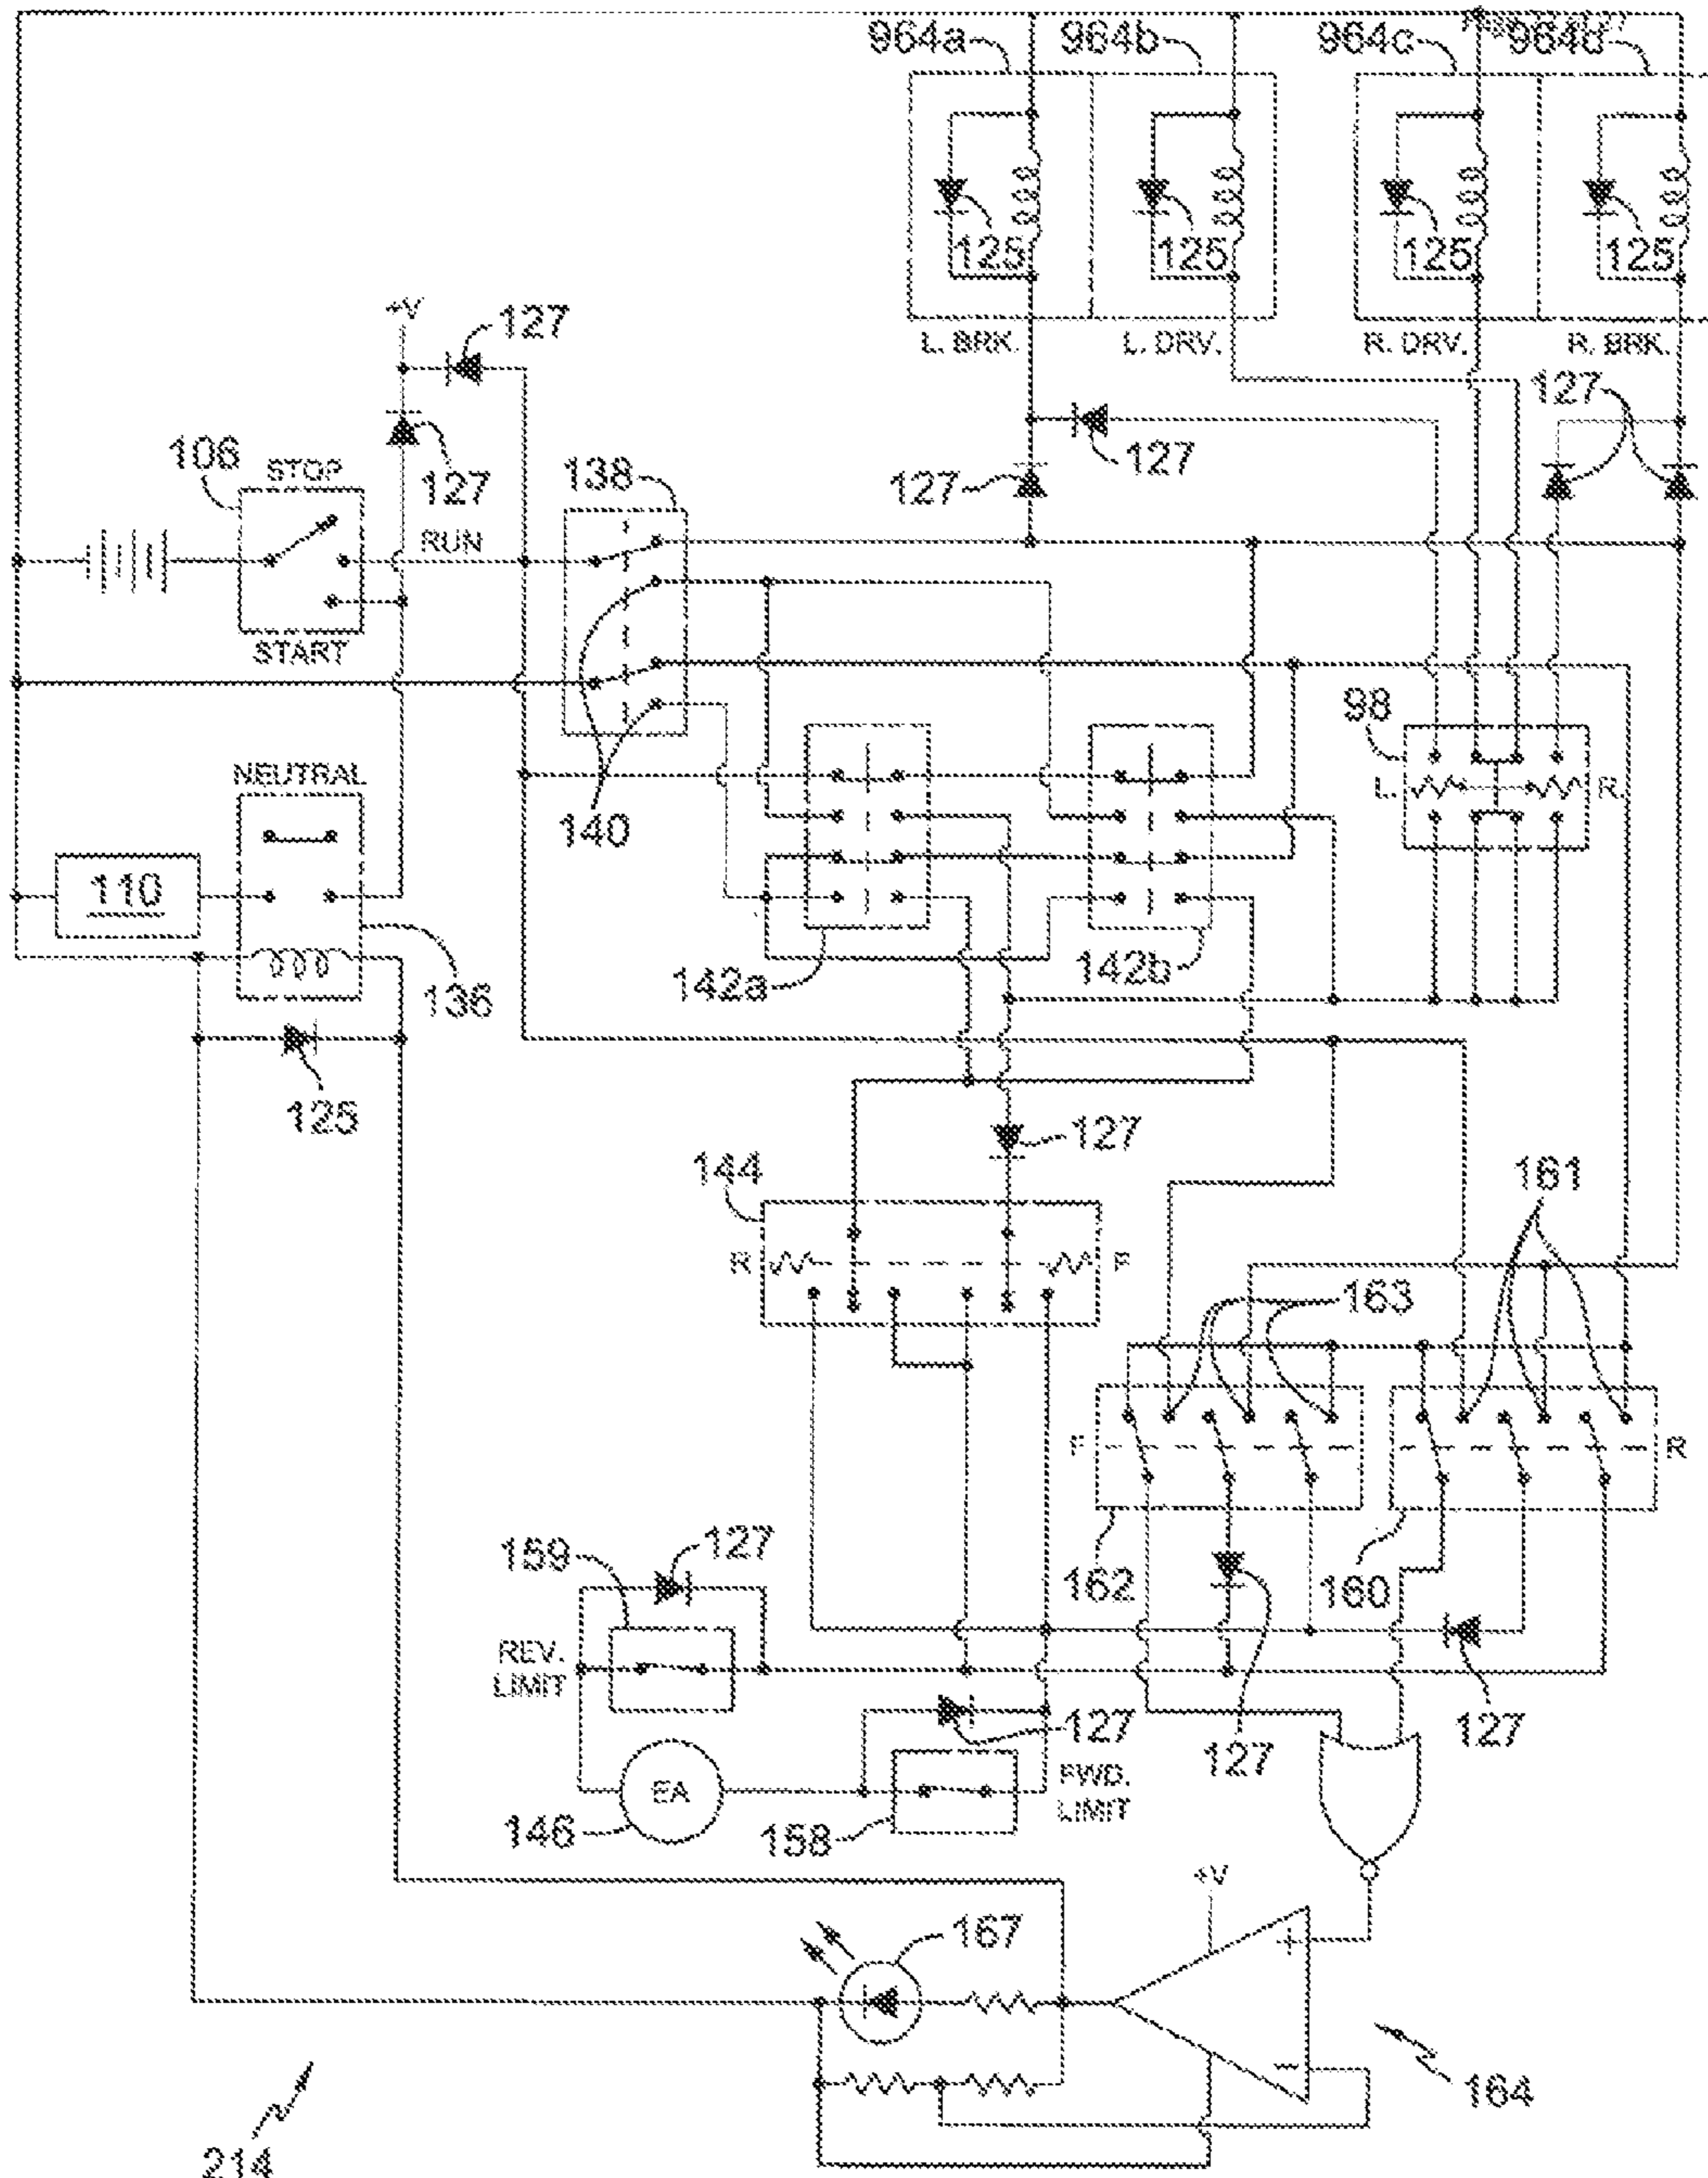 964a 964b 964c 964d
125 125 125 125
L. BRK. L. DRV. R. DRV. R. BRK.
+V 127
127
127 127
127
106 STOP
RUN
START
138
98
L. R.
NEUTRAL
110
140
136
142a 142b
125
127
144
161
R F
163
F R
159 127
162 160
REV. LIMIT
127 127 127
EA
FWD. LIMIT
146 158
+V
167
+
−
164
214